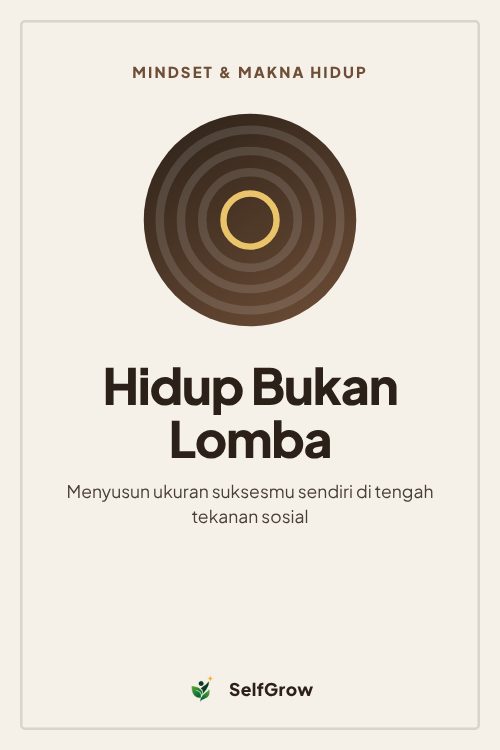 MINDSET & MAKNA HIDUP
Hidup Bukan
Lomba
Menyusun ukuran suksesmu sendiri di tengah
tekanan sosial
SelfGrow